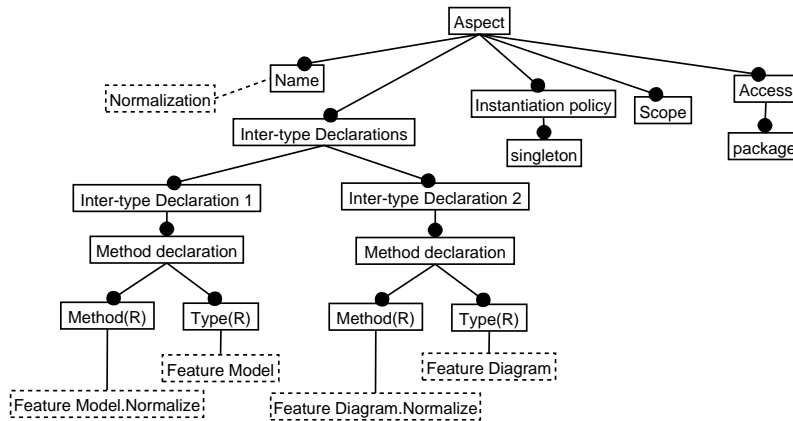 Aspect
Name
Access
Normalization
Instantiation policy
Scope
Inter-type Declarations
singleton
package
Inter-type Declaration 1
Inter-type Declaration 2
Method declaration
Method declaration
Method(R)
Type(R)
Method(R)
Type(R)
Feature Model
Feature Diagram
Feature Model.Normalize
Feature Diagram.Normalize